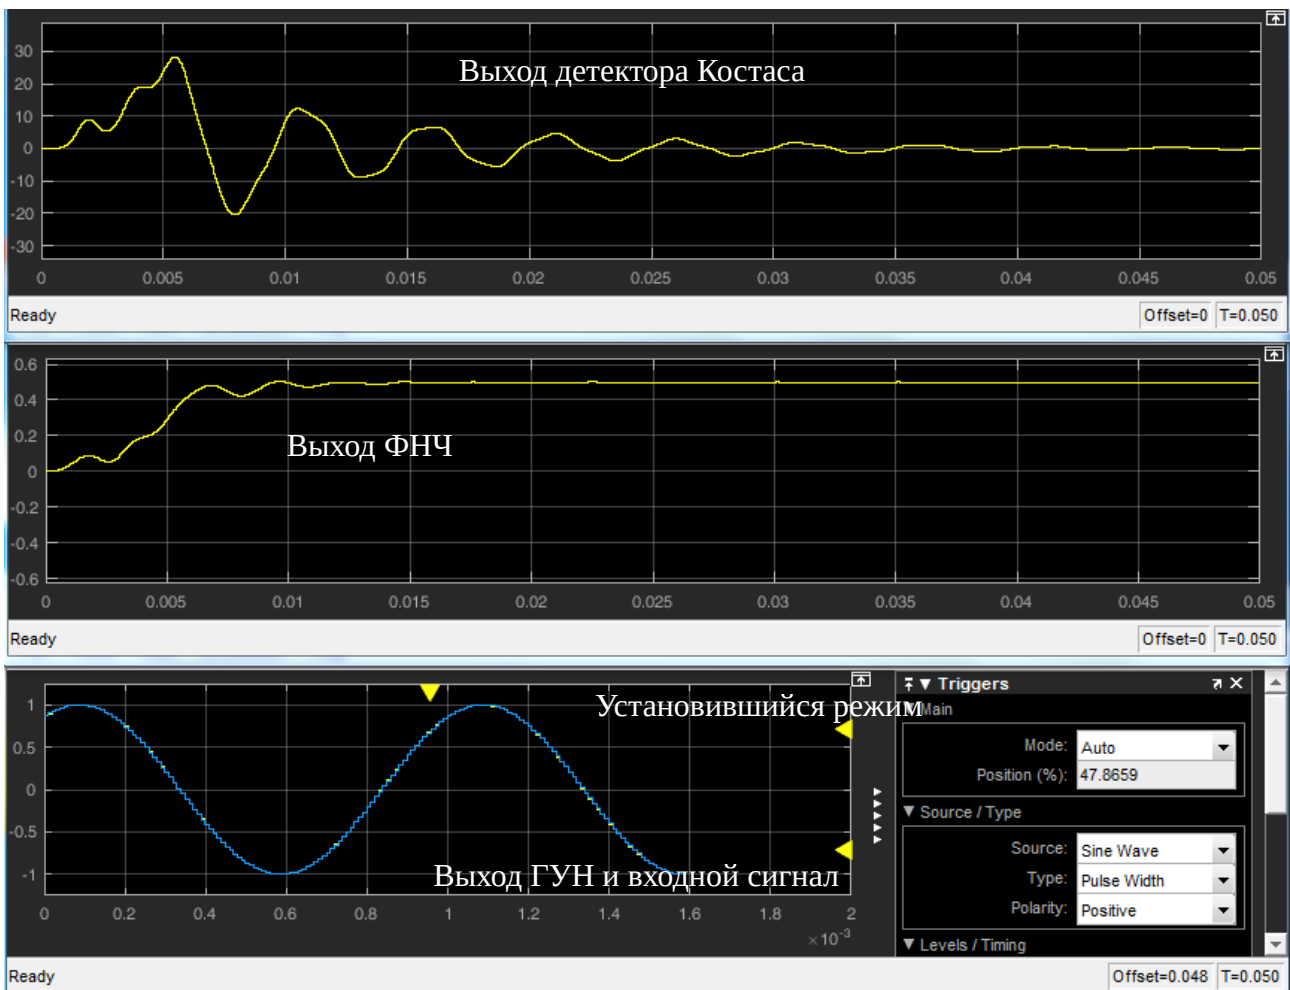 30
20
10
0
-10
-20
-30
Выход детектора Костаса
0 0.005 0.01 0.015 0.02 0.025 0.03 0.035 0.04 0.045 0.05
Ready Offset=0 T=0.050
0.6
0.4
0.2
0
-0.2
-0.4
-0.6
Выход ФНЧ
0 0.005 0.01 0.015 0.02 0.025 0.03 0.035 0.04 0.045 0.05
Ready Offset=0 T=0.050
1
0.5
0
-0.5
-1
Установившийся режим
Выход ГУН и входной сигнал
0 0.2 0.4 0.6 0.8 1 1.2 1.4 1.6 1.8 2
×10⁻³
Triggers
Main
Mode: Auto
Position (%): 47.8659
Source / Type
Source: Sine Wave
Type: Pulse Width
Polarity: Positive
Levels / Timing
Ready Offset=0.048 T=0.050